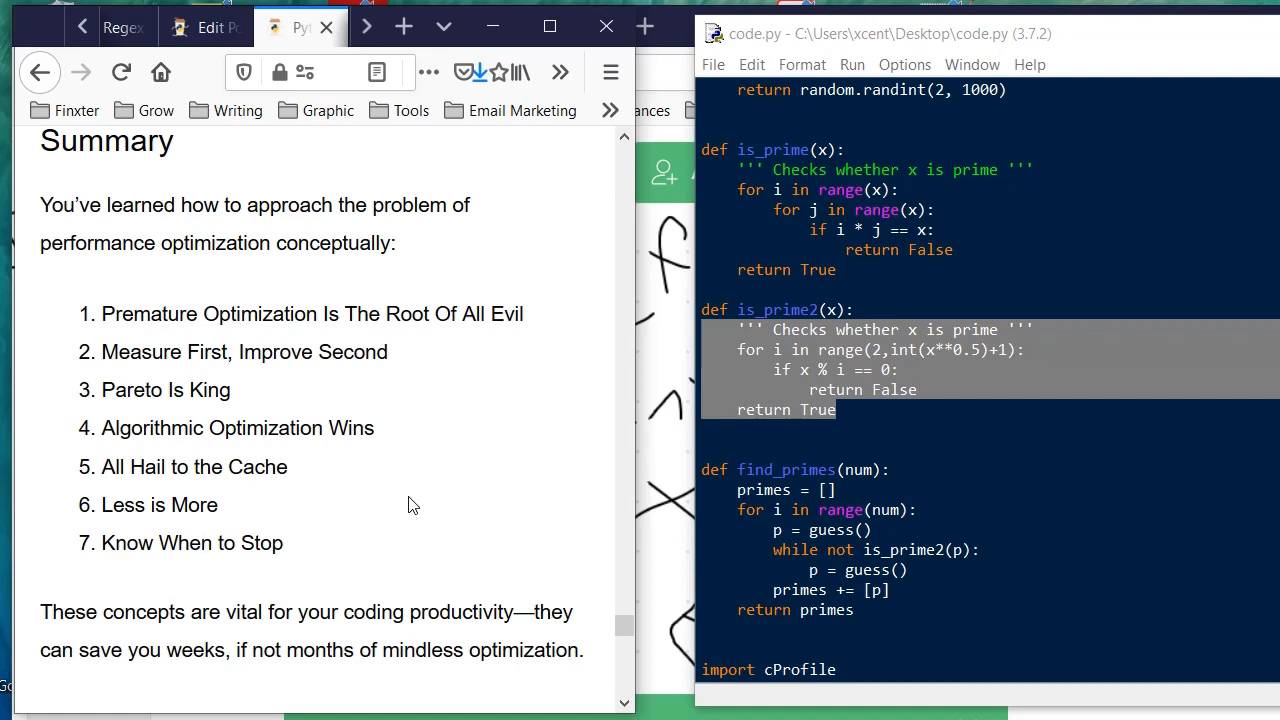 Regex
Edit Po
Pyt
Finxter
Grow
Writing
Graphic
Tools
Email Marketing
Summary
You’ve learned how to approach the problem of
performance optimization conceptually:
1. Premature Optimization Is The Root Of All Evil
2. Measure First, Improve Second
3. Pareto Is King
4. Algorithmic Optimization Wins
5. All Hail to the Cache
6. Less is More
7. Know When to Stop
These concepts are vital for your coding productivity—they
can save you weeks, if not months of mindless optimization.
ances
code.py - C:\Users\xcent\Desktop\code.py (3.7.2)
File Edit Format Run Options Window Help
return random.randint(2, 1000)
def is_prime(x):
''' Checks whether x is prime '''
for i in range(x):
for j in range(x):
if i * j == x:
return False
return True
def is_prime2(x):
''' Checks whether x is prime '''
for i in range(2,int(x**0.5)+1):
if x % i == 0:
return False
return True
def find_primes(num):
primes = []
for i in range(num):
p = guess()
while not is_prime2(p):
p = guess()
primes += [p]
return primes
import cProfile